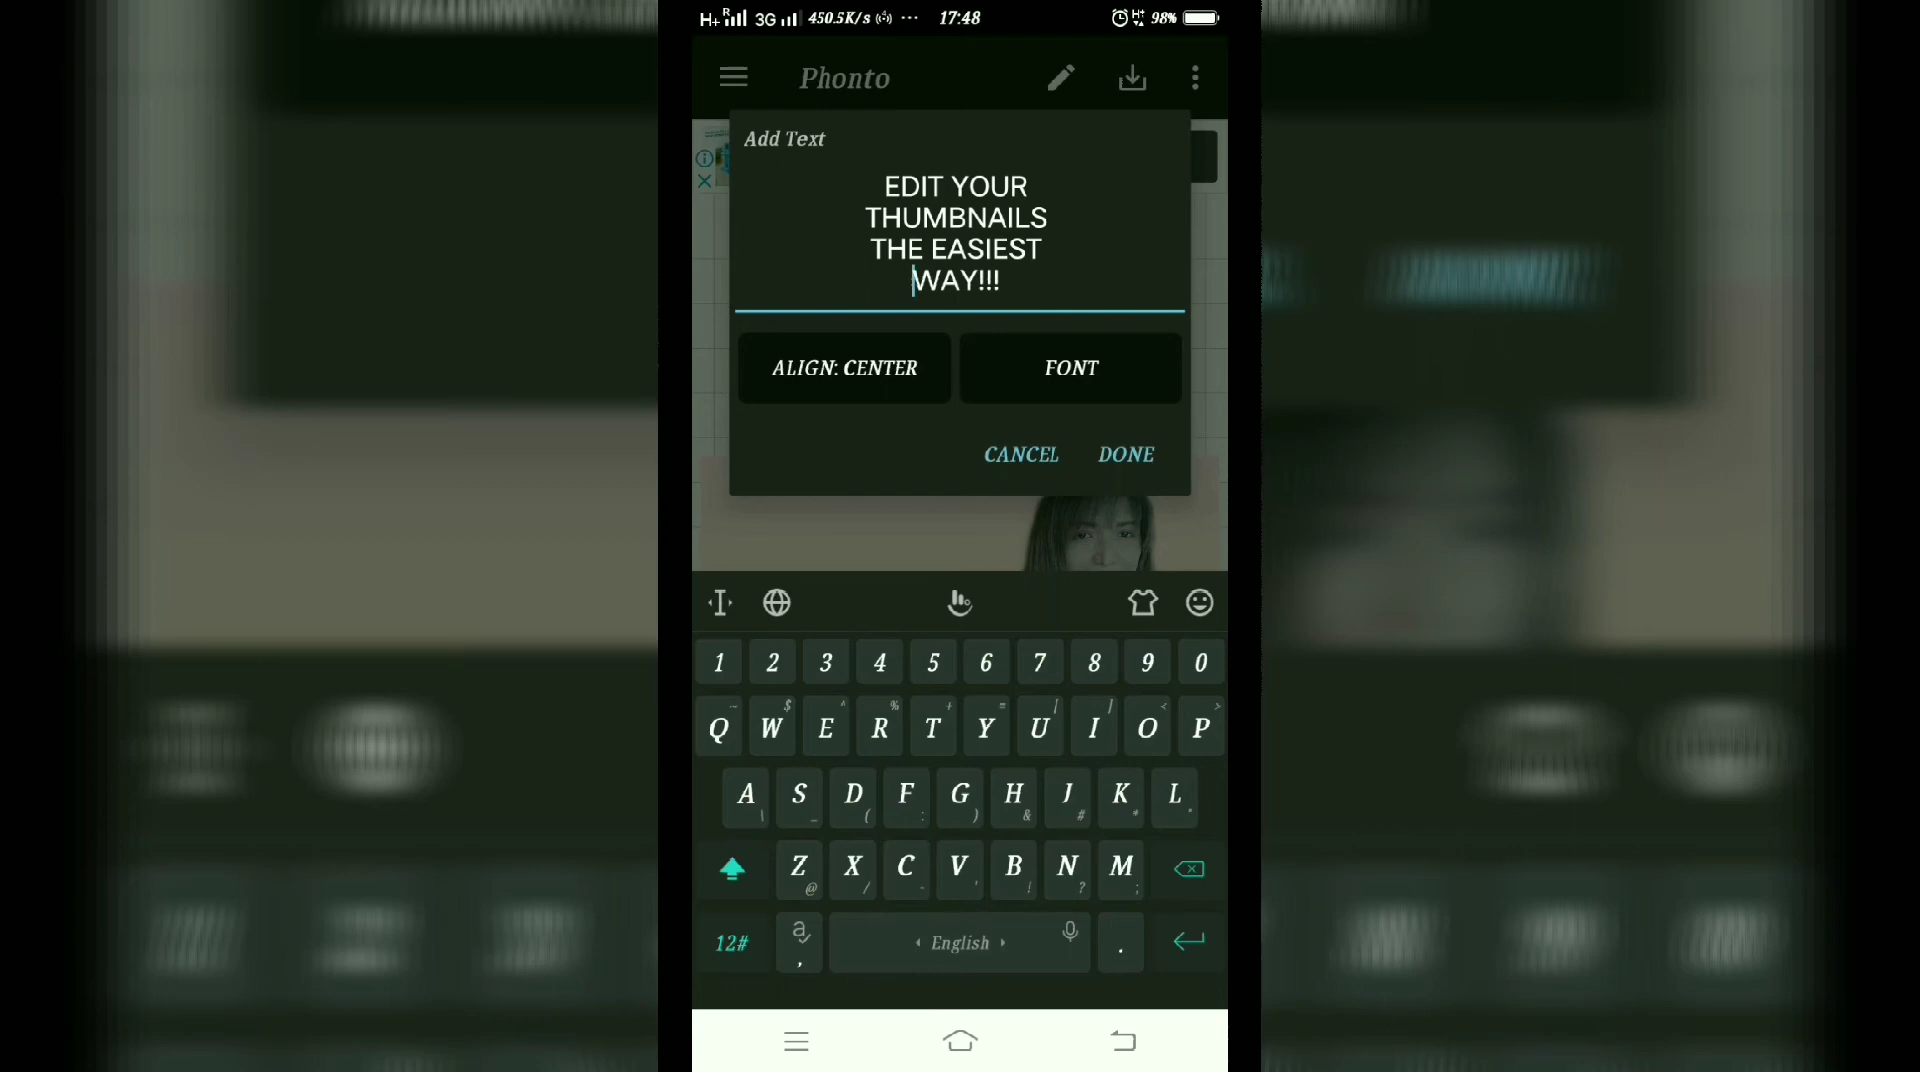 H+ R 3G 450.5K/s ··· 17:48 H+ 98%
Phonto
Add Text
EDIT YOUR
THUMBNAILS
THE EASIEST
WAY!!!
ALIGN: CENTER FONT
CANCEL DONE
1 2 3 4 5 6 7 8 9 0
~ $ ^ % + = [ ] < >
Q W E R T Y U I O P
A S D F G H J K L
\ _ ( : ) & # * "
Z X C V B N M
@ / - ' ! ? ;
12# a , English .